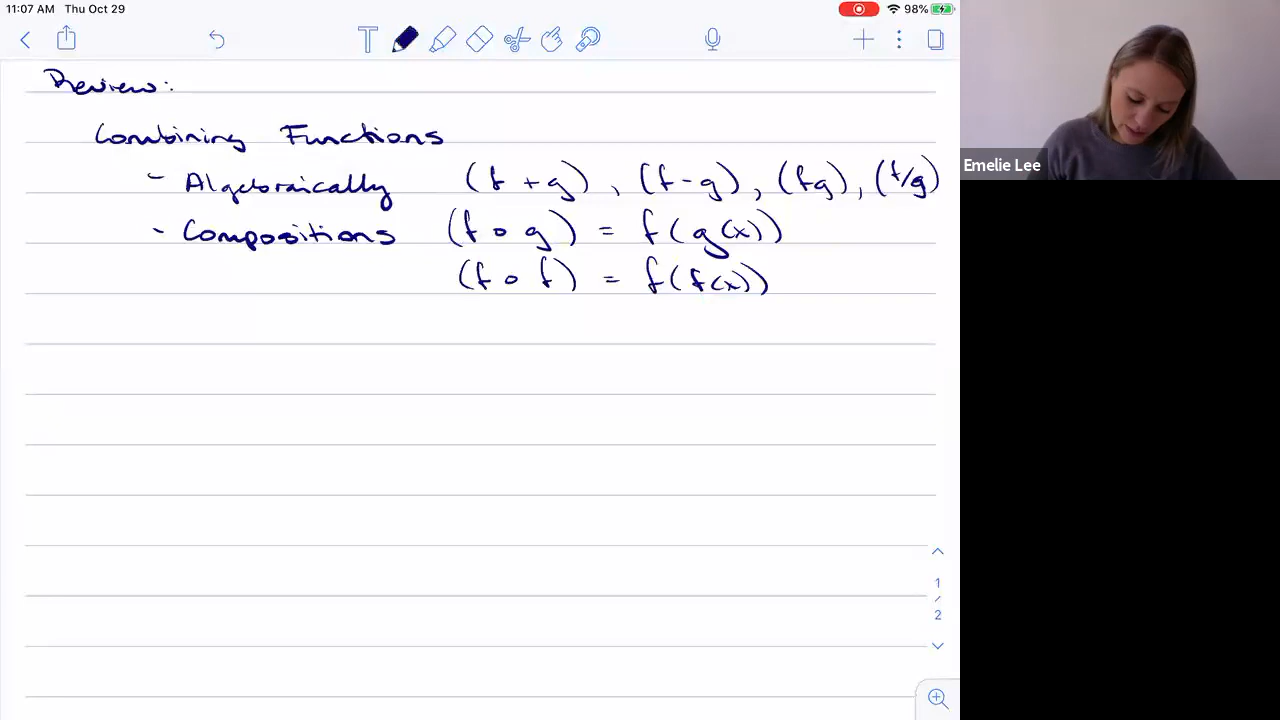 11:07 AM Thu Oct 29
98%
T
Review:
Combining Functions
- Algebraically (f + g), (f - g), (fg), (f/g)
- Compositions (f ∘ g) = f(g(x))
(f ∘ f) = f(f(x))
Emelie Lee
1
/
2